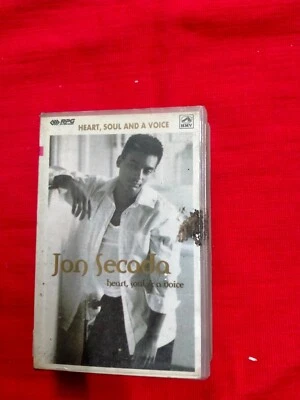 RPG
HEART, SOUL AND A VOICE
HMV
Jon Secada
heart, soul & a voice